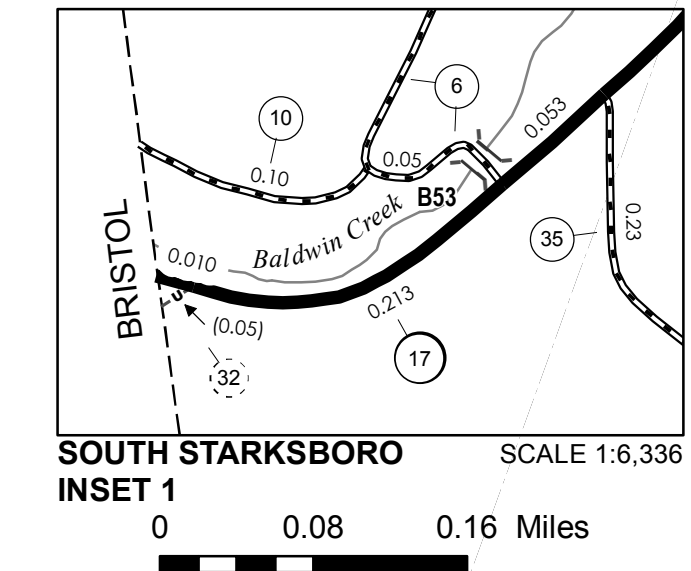 6
10
0.053
0.05
0.10
B53
Baldwin Creek
35
0.23
BRISTOL
0.010
0.213
(0.05)
17
32
SOUTH STARKSBORO
SCALE 1:6,336
INSET 1
0 0.08 0.16 Miles